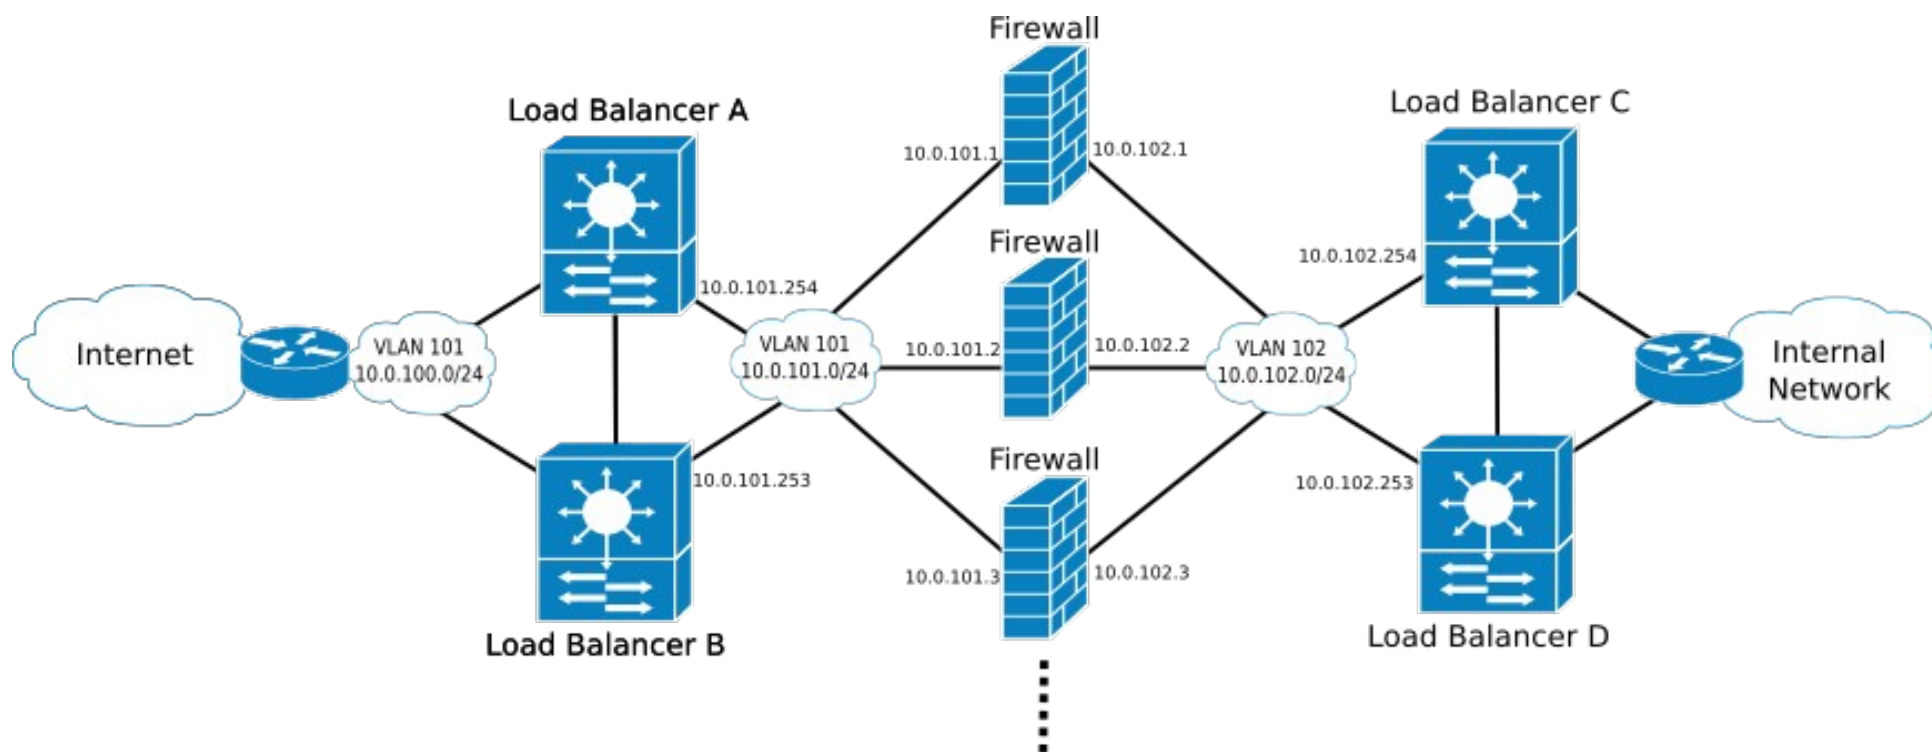 Firewall
Load Balancer A
Load Balancer C
10.0.101.1
10.0.102.1
Firewall
10.0.101.254
10.0.102.254
Internet
VLAN 101
10.0.100.0/24
VLAN 101
10.0.101.0/24
10.0.101.2
10.0.102.2
VLAN 102
10.0.102.0/24
Internal
Network
Firewall
10.0.101.253
10.0.102.253
10.0.101.3
10.0.102.3
Load Balancer B
Load Balancer D